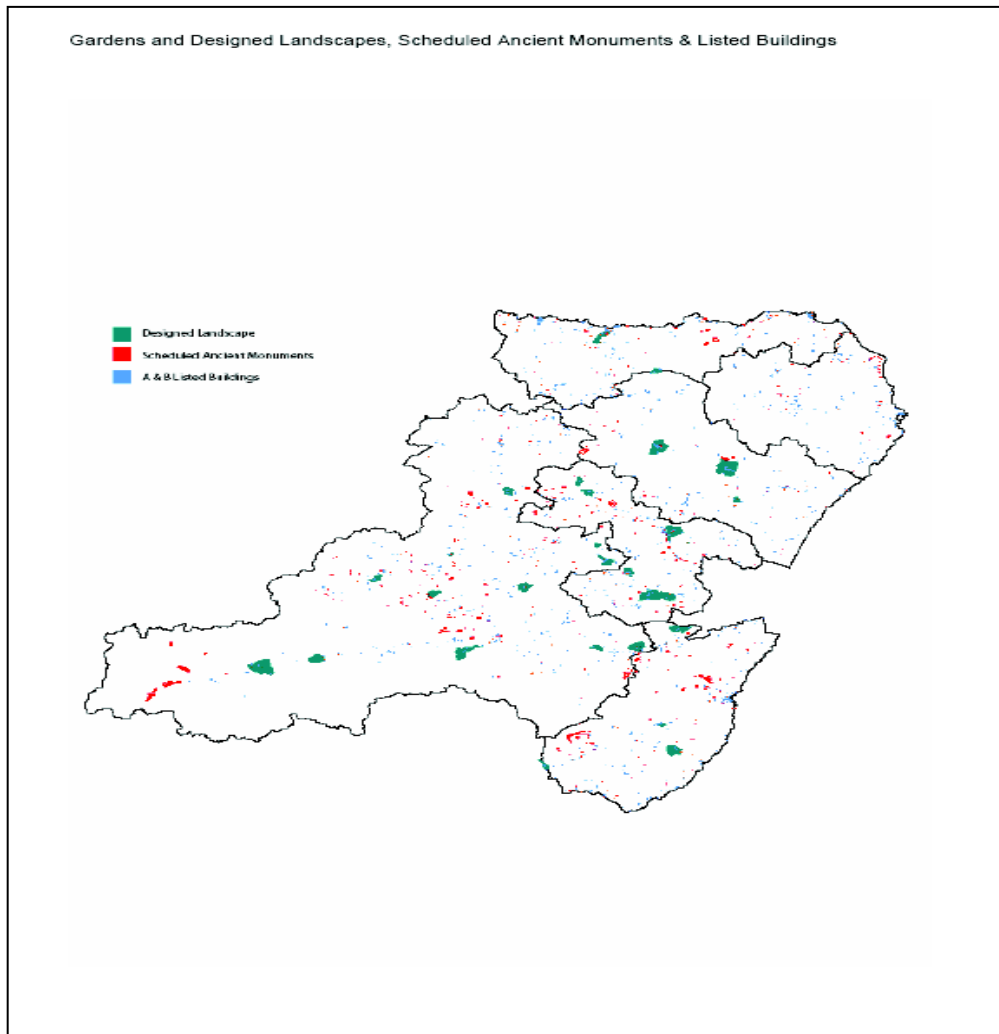 Gardens and Designed Landscapes, Scheduled Ancient Monuments & Listed Buildings
Designed Landscape
Scheduled Ancient Monuments
A & B Listed Buildings